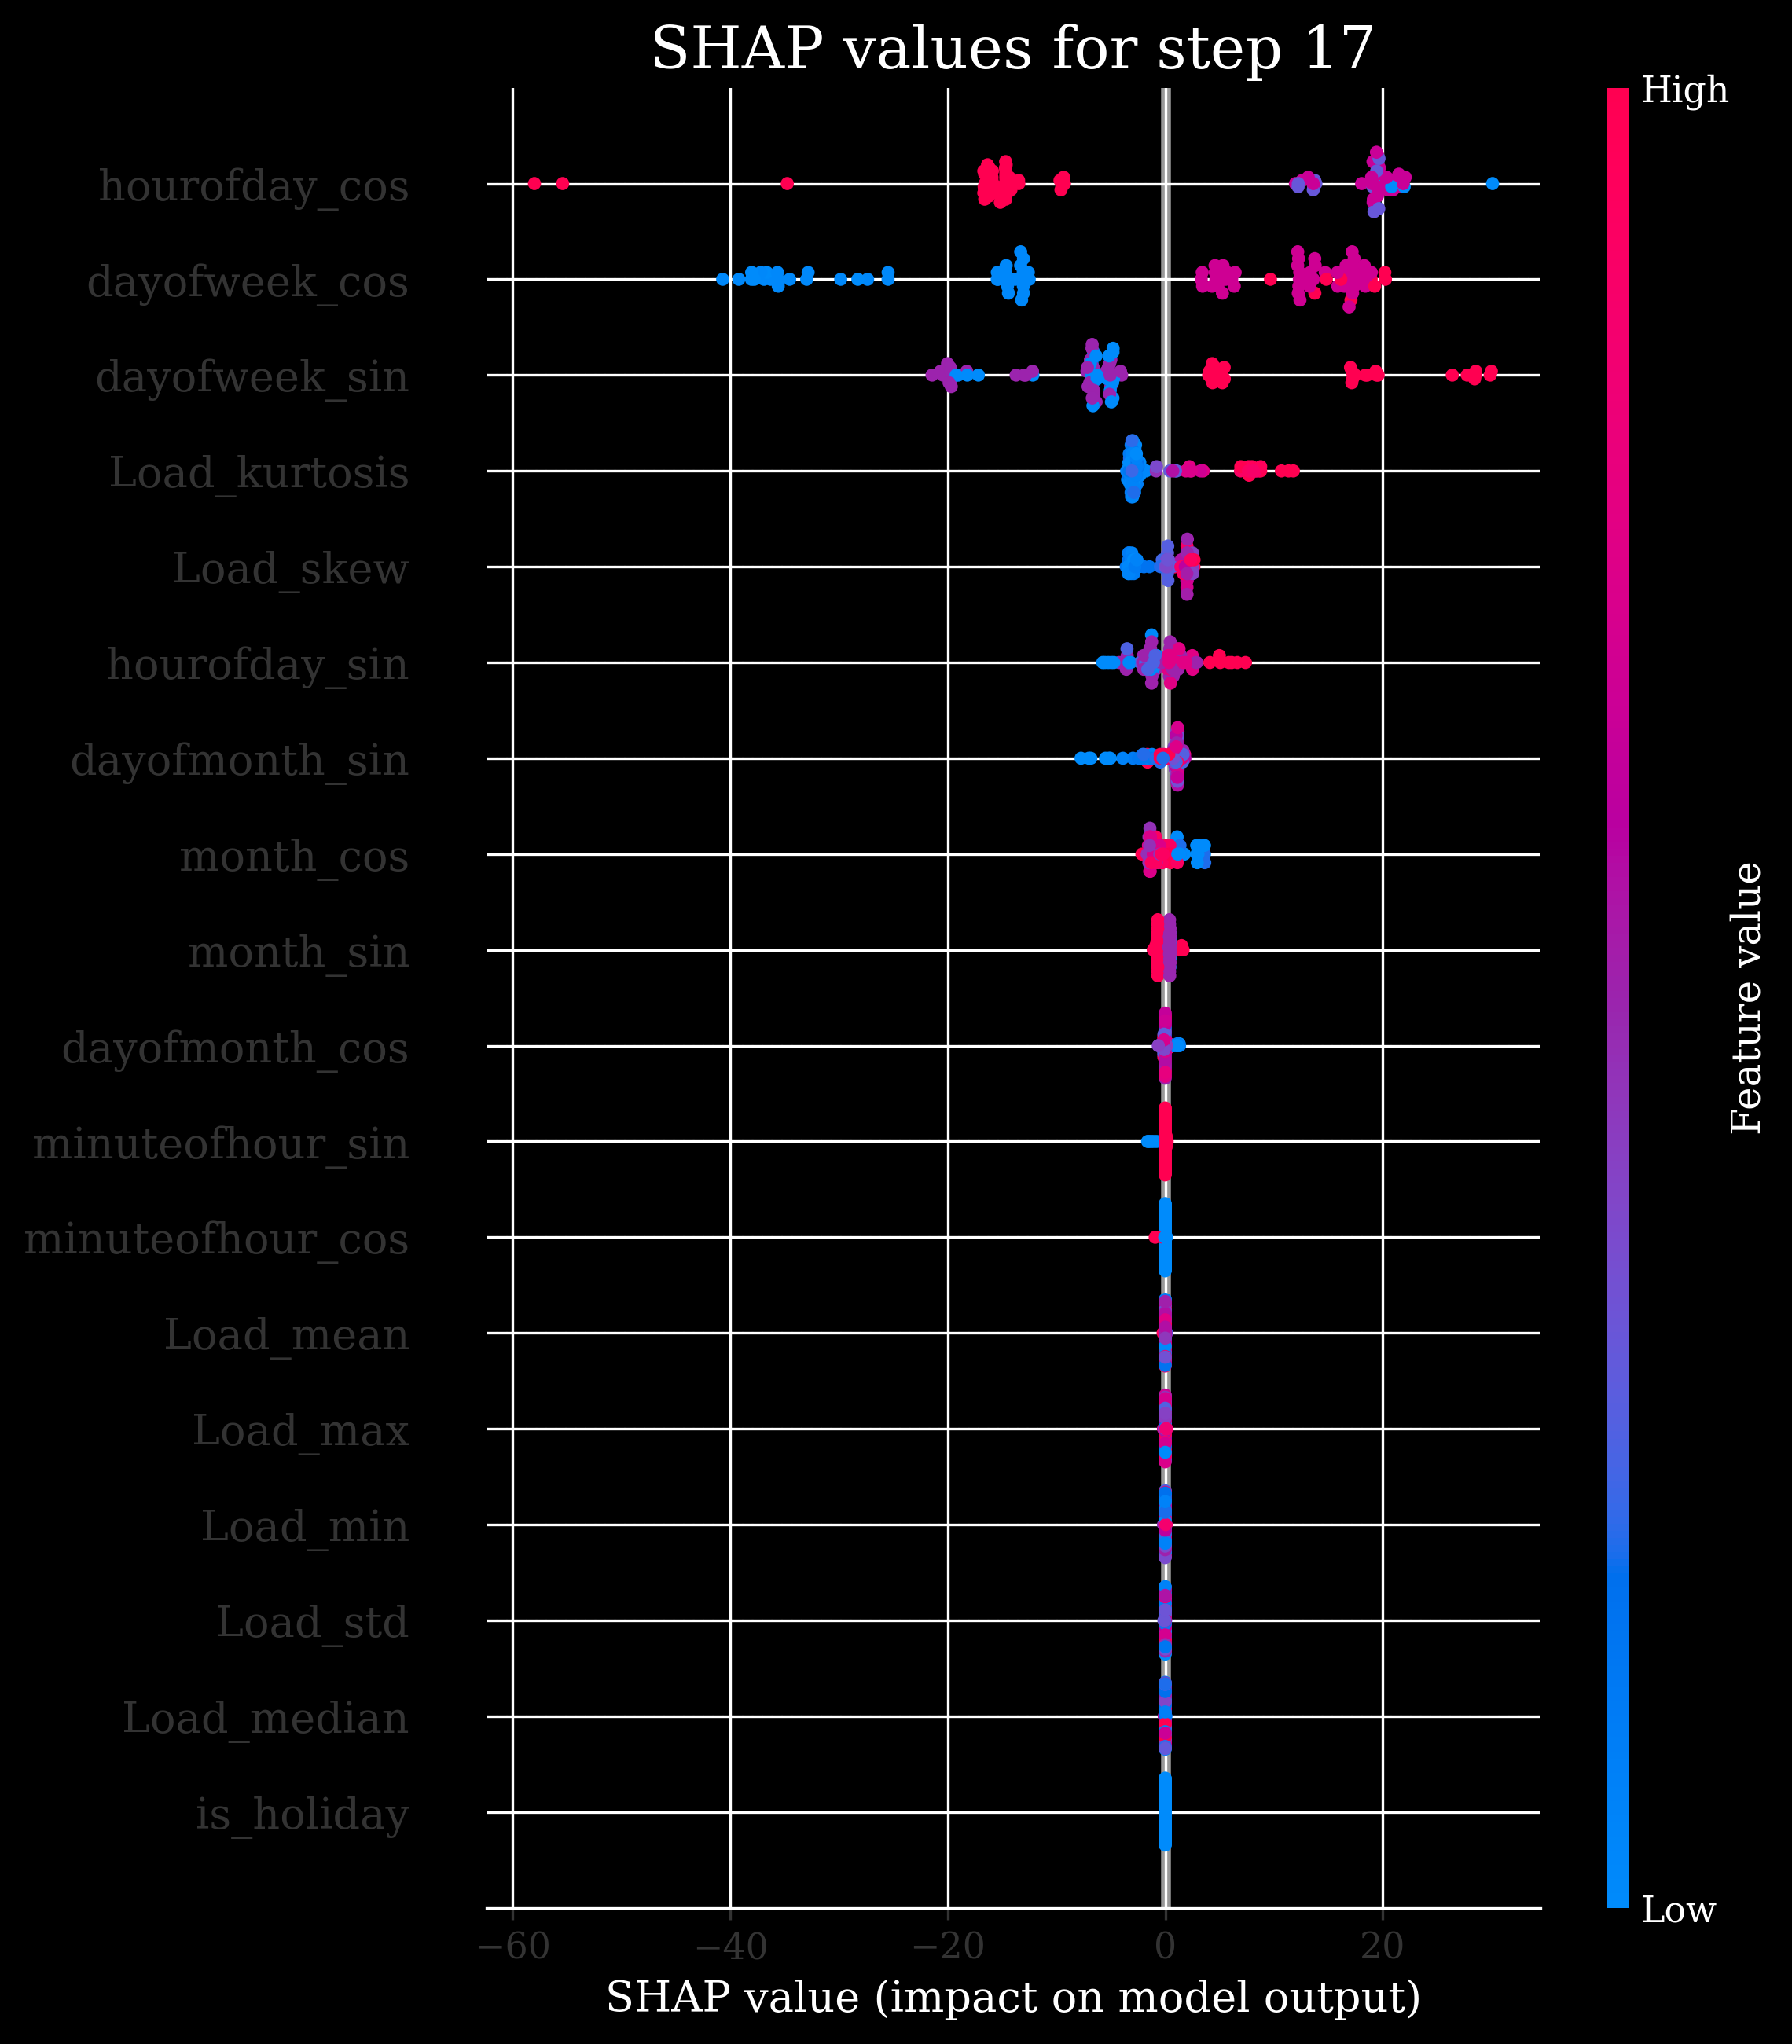 SHAP values for step 17
High
hourofday_cos
dayofweek_cos
dayofweek_sin
Load_kurtosis
Load_skew
hourofday_sin
dayofmonth_sin
month_cos
month_sin
dayofmonth_cos
minuteofhour_sin
minuteofhour_cos
Load_mean
Load_max
Load_min
Load_std
Load_median
is_holiday
Feature value
Low
−60 −40 −20 0 20
SHAP value (impact on model output)